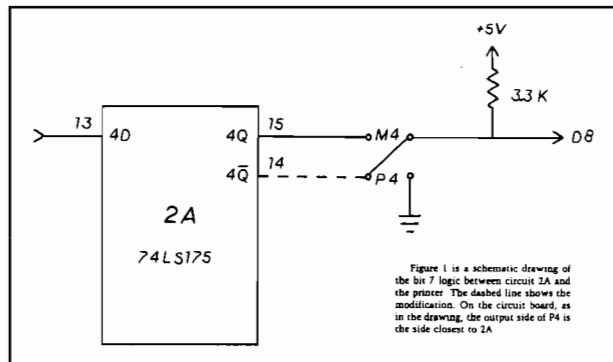 +5V
3.3 K
13
4D
4Q
15
M4
D8
4Q̅
14
P4
2A
74LS175
Figure 1 is a schematic drawing of
the bit 7 logic between circuit 2A and
the printer The dashed line shows the
modification. On the circuit board, as
in the drawing, the output side of P4 is
the side closest to 2A